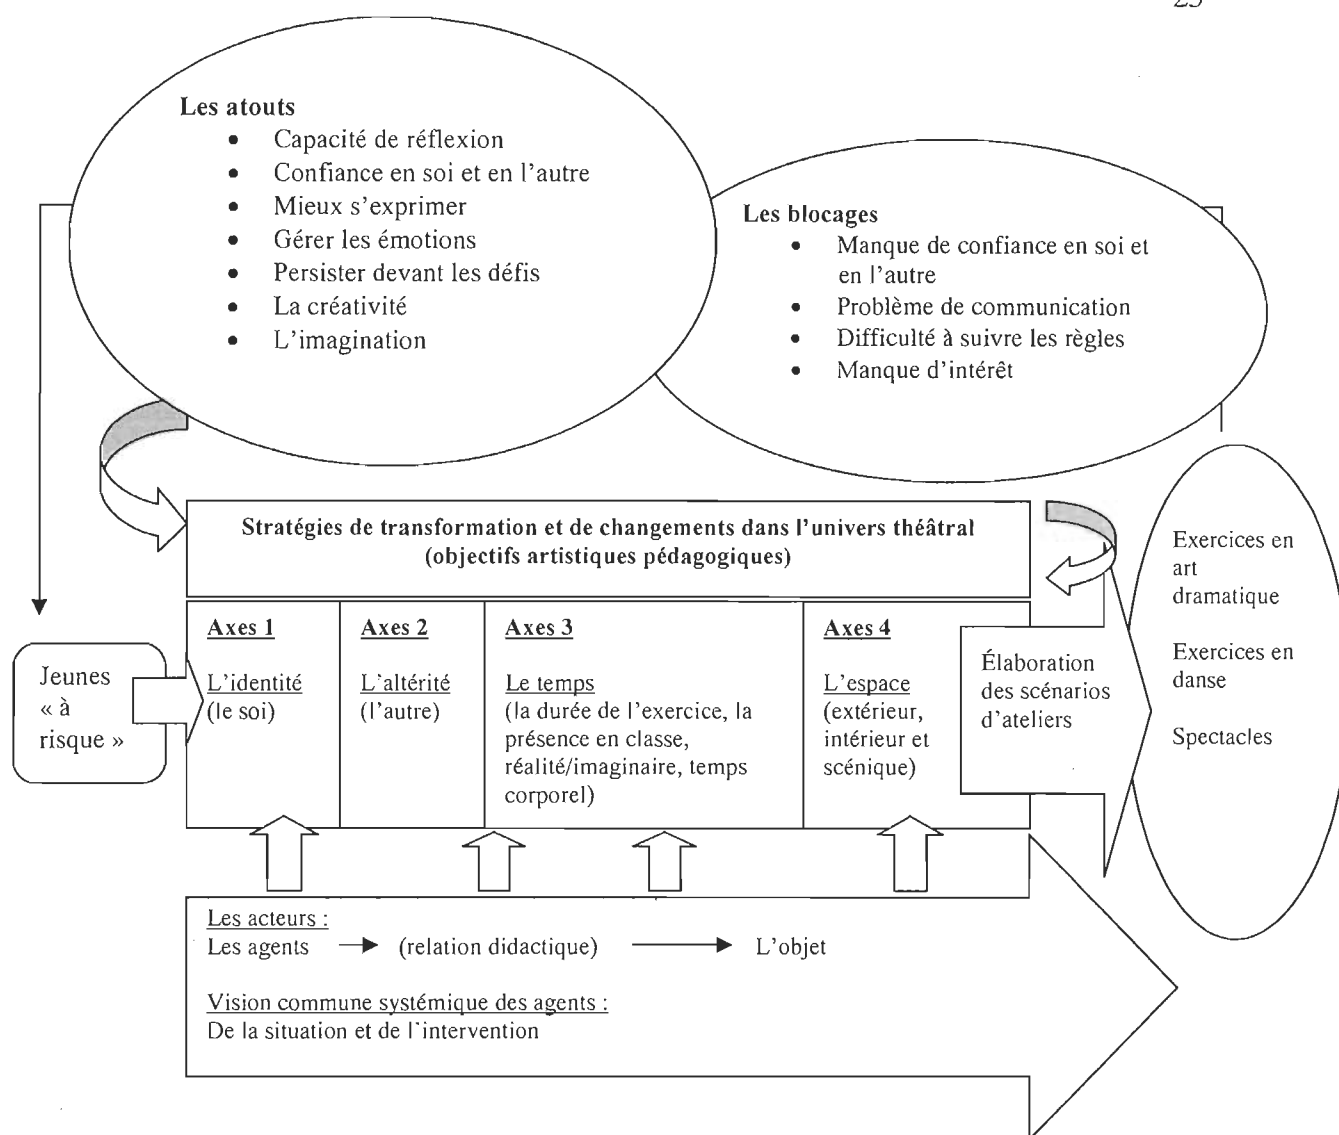 Les atouts
• Capacité de réflexion
• Confiance en soi et en l'autre
• Mieux s'exprimer
• Gérer les émotions
• Persister devant les défis
• La créativité
• L'imagination
Les blocages
• Manque de confiance en soi et
en l'autre
• Problème de communication
• Difficulté à suivre les règles
• Manque d'intérêt
Stratégies de transformation et de changements dans l'univers théâtral
(objectifs artistiques pédagogiques)
Jeunes
« à
risque »
Axes 1
L'identité
(le soi)
Axes 2
L'altérité
(l'autre)
Axes 3
Le temps
(la durée de l'exercice, la
présence en classe,
réalité/imaginaire, temps
corporel)
Axes 4
L'espace
(extérieur,
intérieur et
scénique)
Élaboration
des scénarios
d'ateliers
Exercices en
art
dramatique
Exercices en
danse
Spectacles
Les acteurs :
Les agents (relation didactique) L'objet
Vision commune systémique des agents :
De la situation et de l'intervention